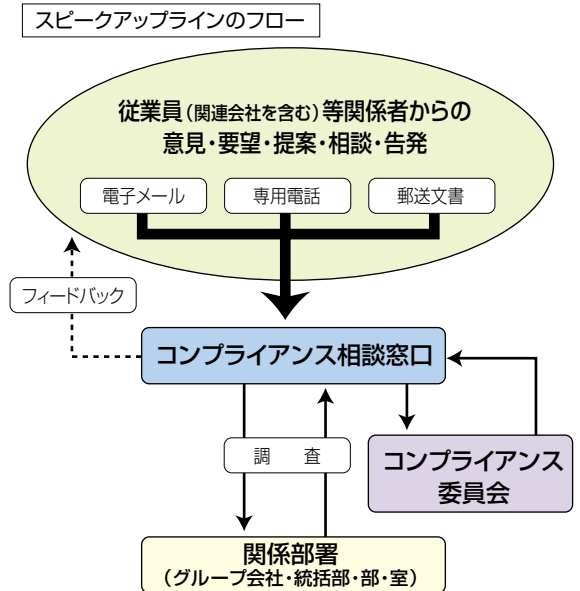 スピークアップラインのフロー
従業員(関連会社を含む)等関係者からの
意見・要望・提案・相談・告発
電子メール
専用電話
郵送文書
フィードバック
コンプライアンス相談窓口
調　査
コンプライアンス
委員会
関係部署
(グループ会社・統括部・部・室)